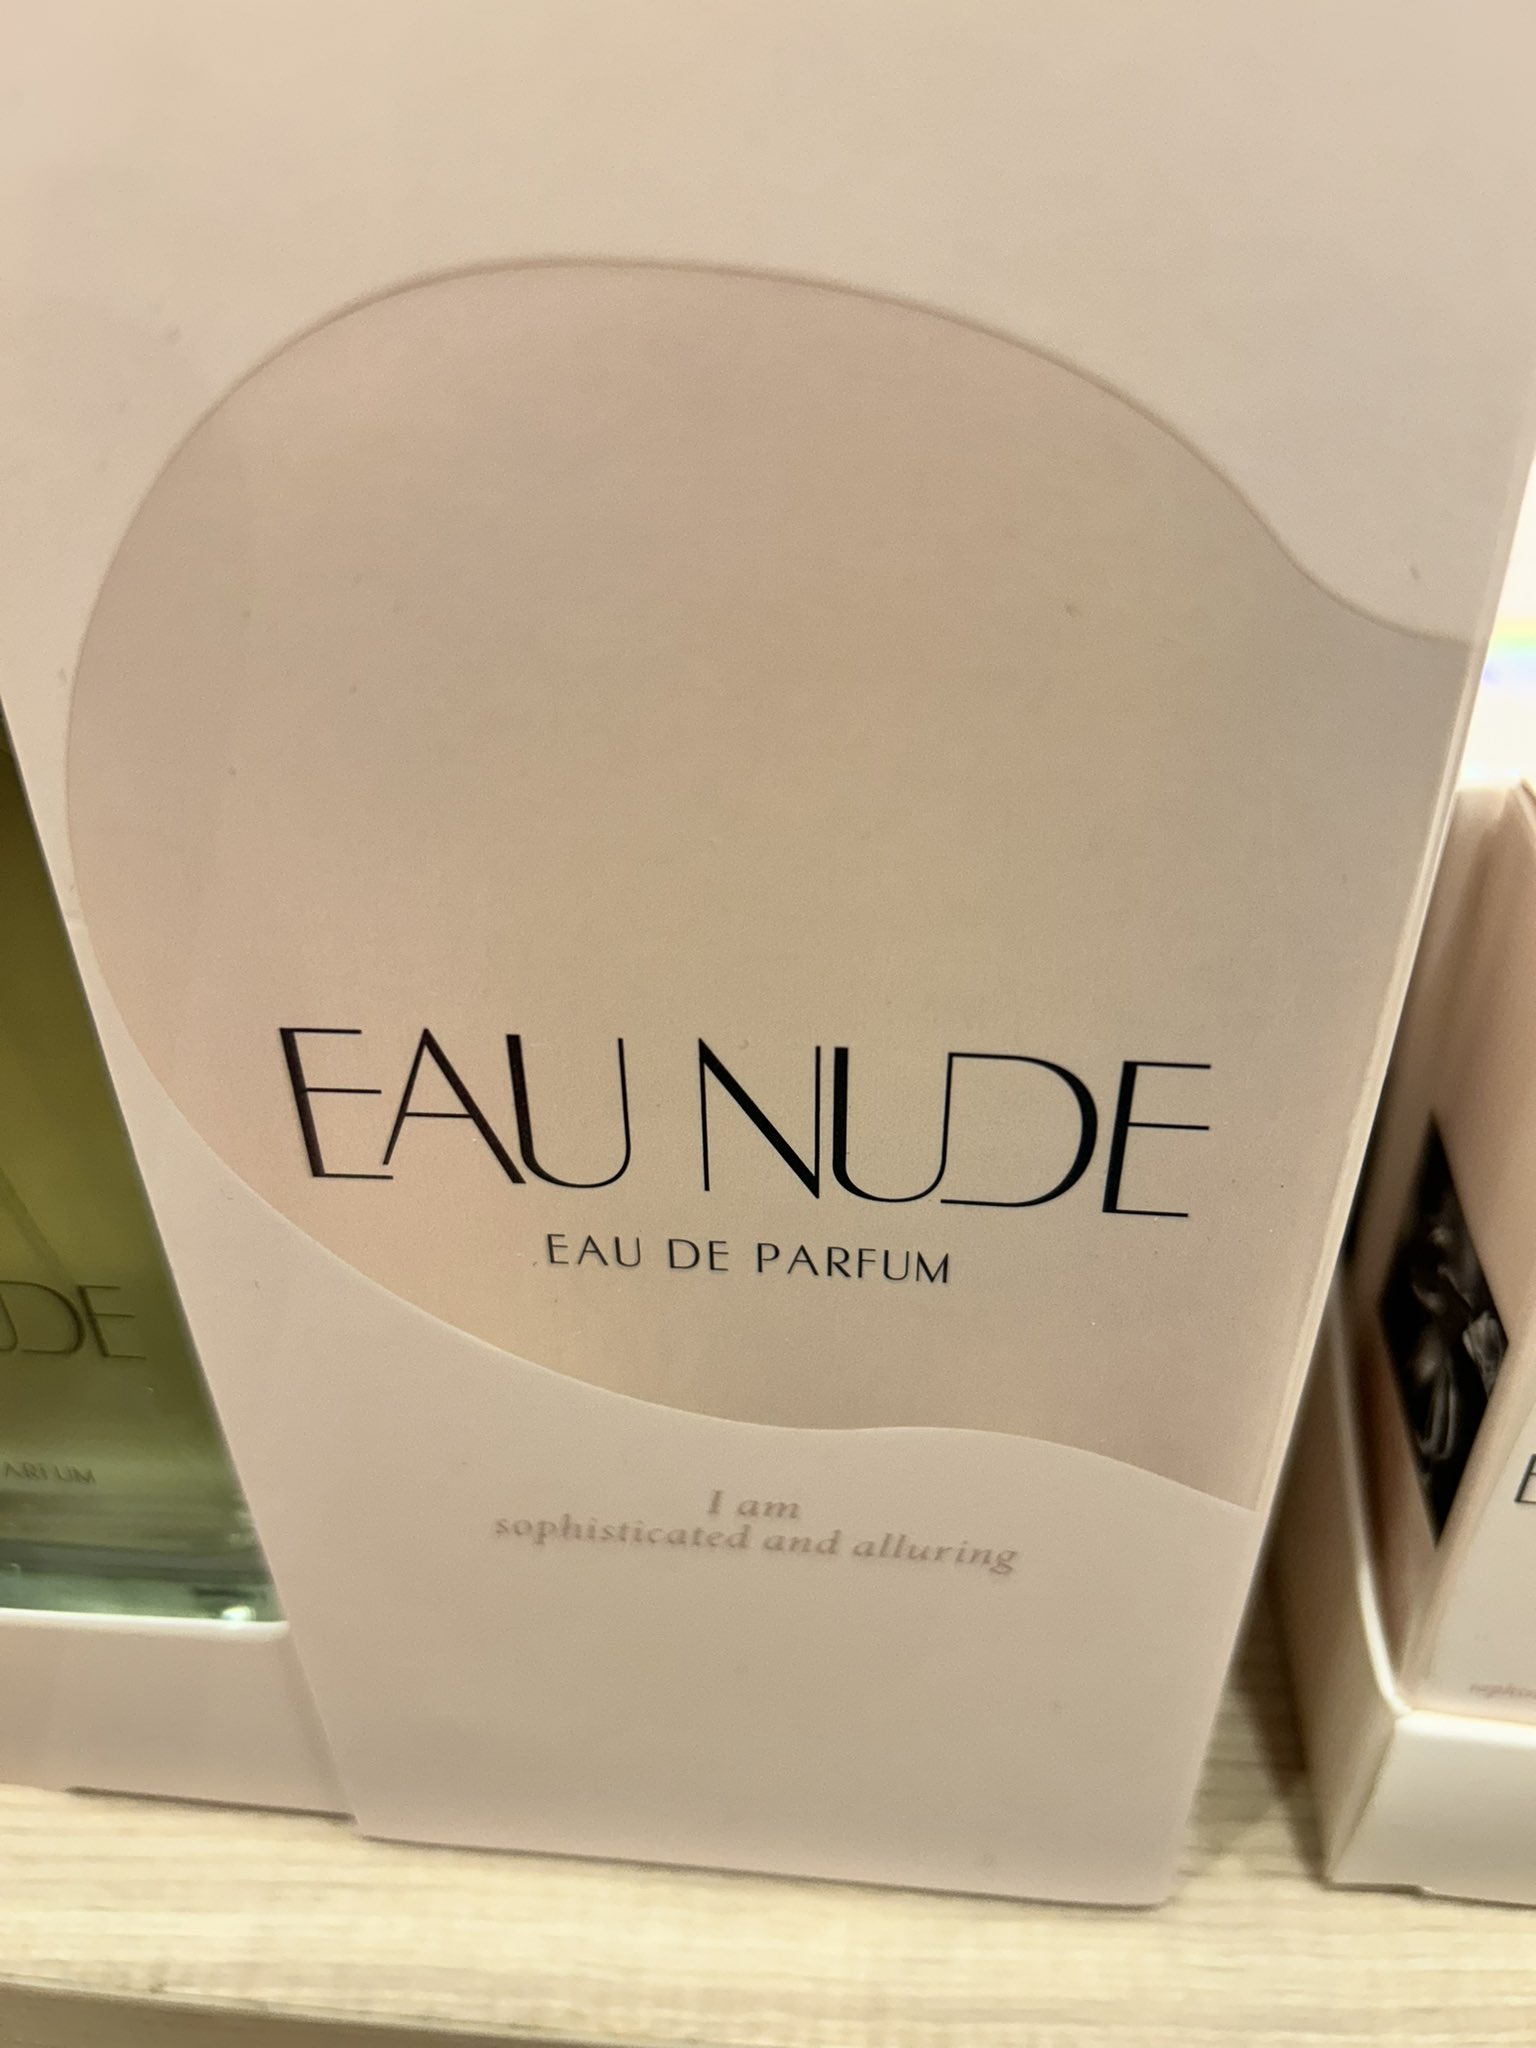 EAU NUDE
EAU DE PARFUM
I am
sophisticated and alluring